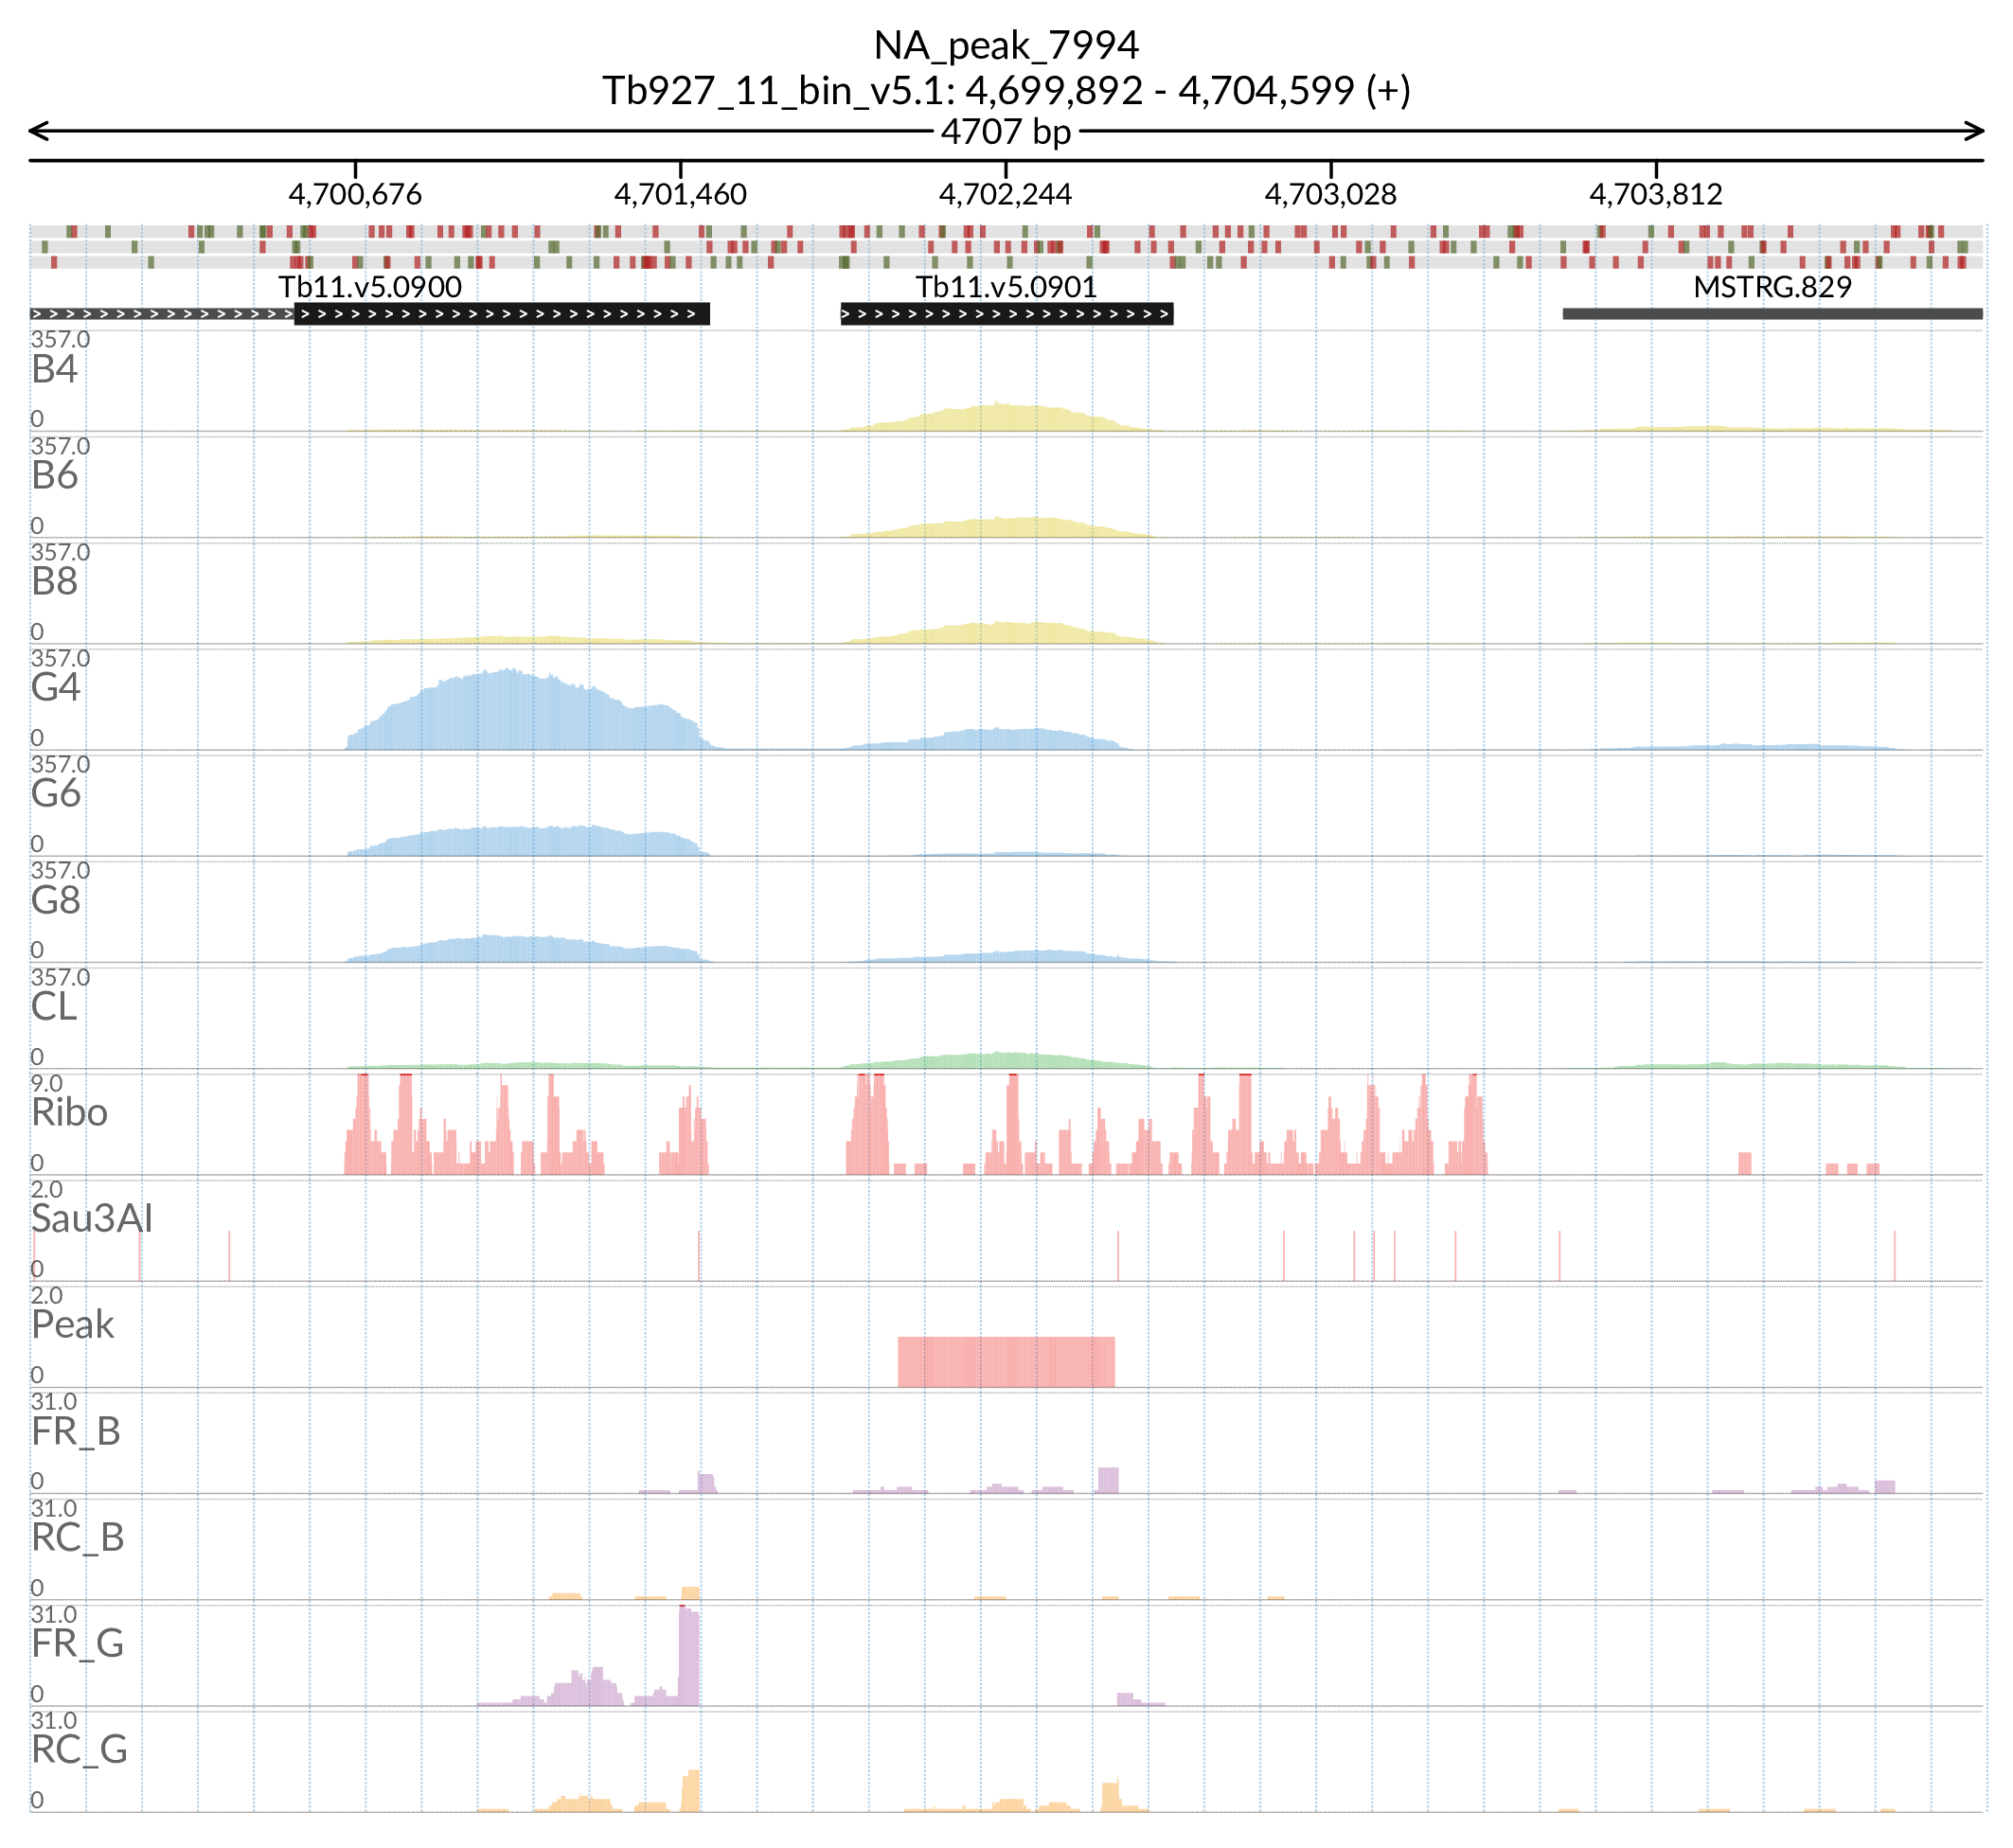 NA_peak_7994
Tb927_11_bin_v5.1: 4,699,892 - 4,704,599 (+)
4707 bp
4,700,676 4,701,460 4,702,244 4,703,028 4,703,812
Tb11.v5.0900 Tb11.v5.0901 MSTRG.829
357.0
B4
0
357.0
B6
0
357.0
B8
0
357.0
G4
0
357.0
G6
0
357.0
G8
0
357.0
CL
0
9.0
Ribo
0
2.0
Sau3AI
0
2.0
Peak
0
31.0
FR_B
0
31.0
RC_B
0
31.0
FR_G
0
31.0
RC_G
0